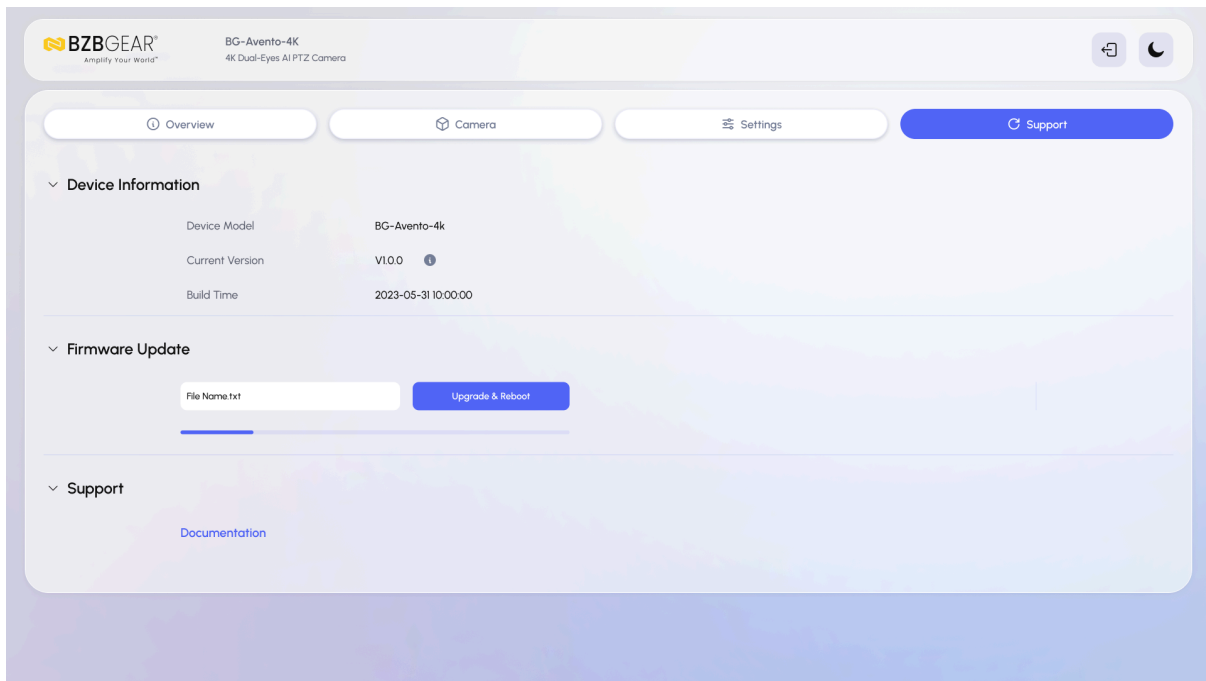 BZBGEAR®
Amplify Your World™
BG-Avento-4K
4K Dual-Eyes AI PTZ Camera
Overview
Camera
Settings
Support
Device Information
Device Model BG-Avento-4k
Current Version V1.0.0
Build Time 2023-05-31 10:00:00
Firmware Update
File Name.txt
Upgrade & Reboot
Support
Documentation